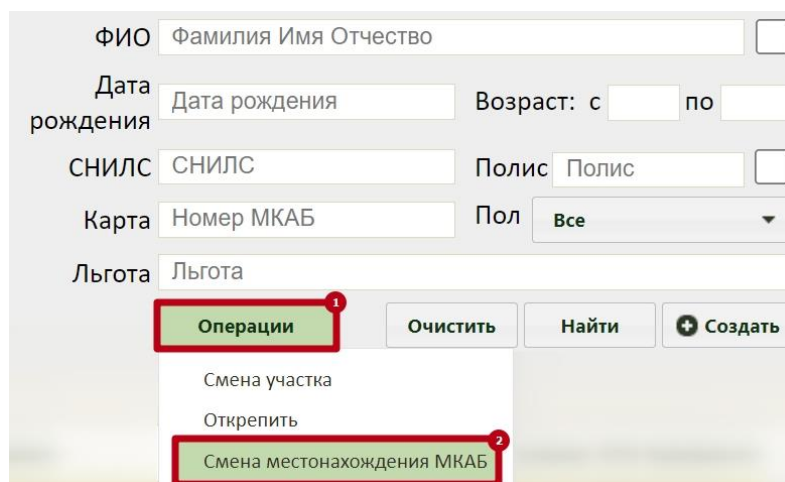 ФИО Фамилия Имя Отчество
Дата
рождения Дата рождения Возраст: с по
СНИЛС СНИЛС Полис Полис
Карта Номер МКАБ Пол Все
Льгота Льгота
1
Операции Очистить Найти Создать
Смена участка
Открепить
2
Смена местонахождения МКАБ